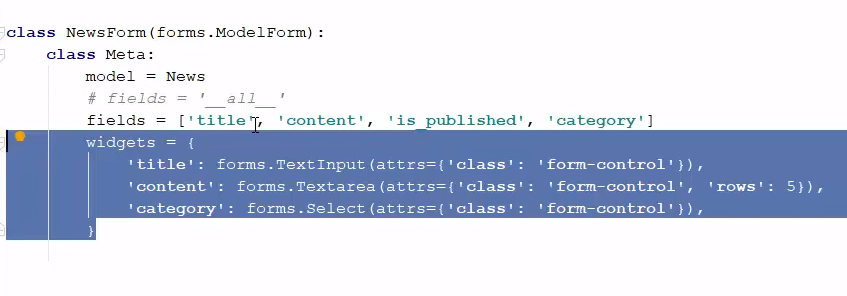 class NewsForm(forms.ModelForm):
    class Meta:
        model = News
        # fields = '__all__'
        fields = ['title', 'content', 'is_published', 'category']
        widgets = {
            'title': forms.TextInput(attrs={'class': 'form-control'}),
            'content': forms.Textarea(attrs={'class': 'form-control', 'rows': 5}),
            'category': forms.Select(attrs={'class': 'form-control'}),
        }